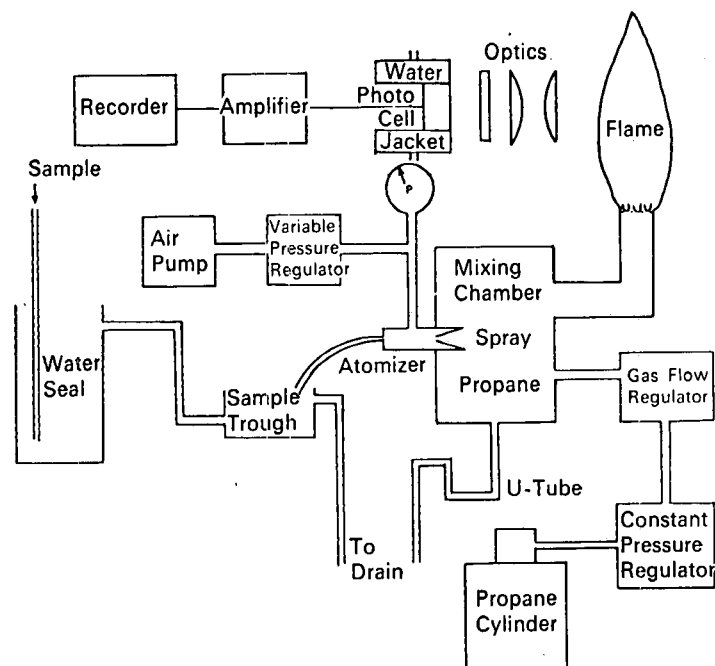 Optics
Water
Photo
Cell
Jacket
Recorder
Amplifier
Flame
Sample
P
Air
Pump
Variable
Pressure
Regulator
Mixing
Chamber
Spray
Propane
Atomizer
Water
Seal
Sample
Trough
Gas Flow
Regulator
U-Tube
To
Drain
Constant
Pressure
Regulator
Propane
Cylinder